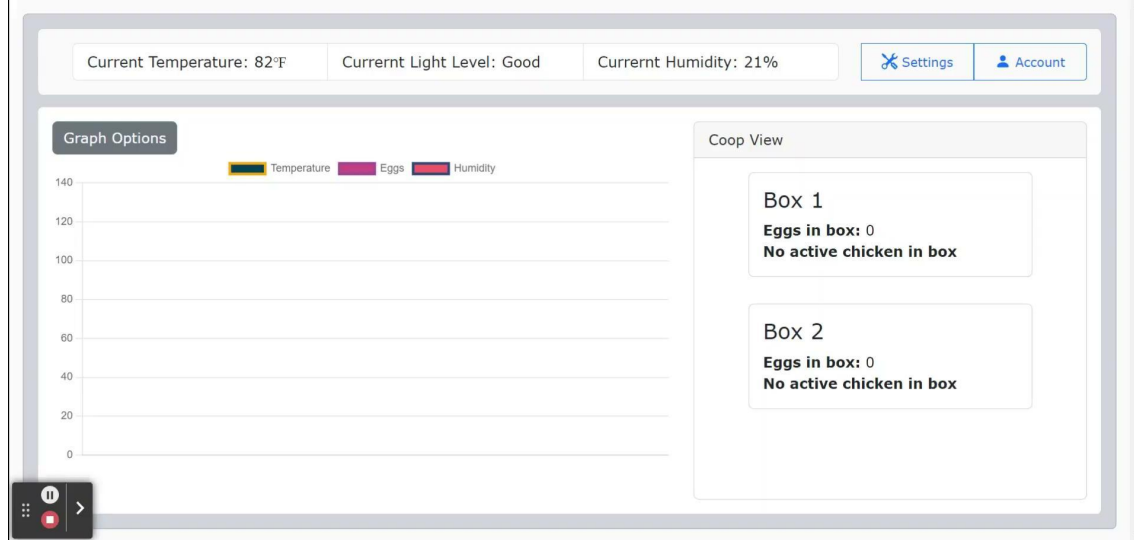 Current Temperature: 82°F
Currernt Light Level: Good
Currernt Humidity: 21%
Settings
Account
Graph Options
Temperature
Eggs
Humidity
140
120
100
80
60
40
20
0
Coop View
Box 1
Eggs in box: 0
No active chicken in box
Box 2
Eggs in box: 0
No active chicken in box